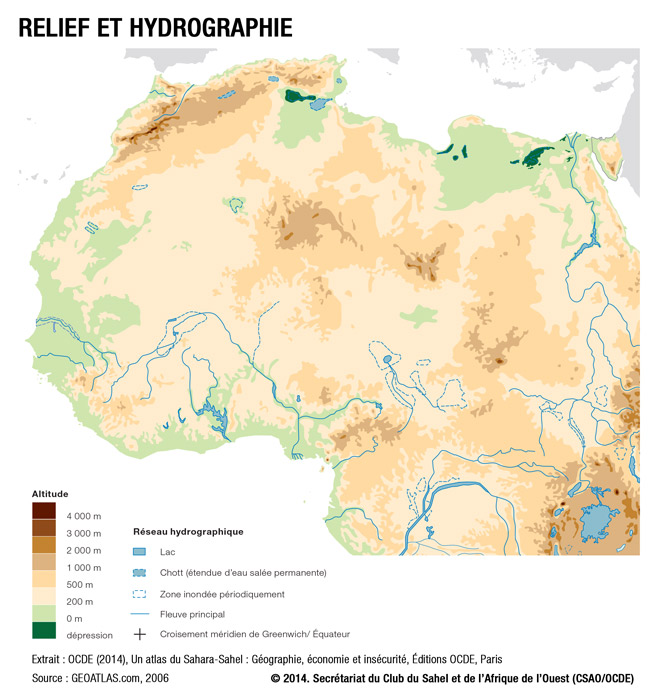 RELIEF ET HYDROGRAPHIE
Altitude
4 000 m
3 000 m
2 000 m
1 000 m
500 m
200 m
0 m
dépression
Réseau hydrographique
Lac
Chott (étendue d'eau salée permanente)
Zone inondée périodiquement
Fleuve principal
Croisement méridien de Greenwich/ Équateur
Extrait : OCDE (2014), Un atlas du Sahara-Sahel : Géographie, économie et insécurité, Éditions OCDE, Paris
Source : GEOATLAS.com, 2006
© 2014. Secrétariat du Club du Sahel et de l'Afrique de l'Ouest (CSAO/OCDE)